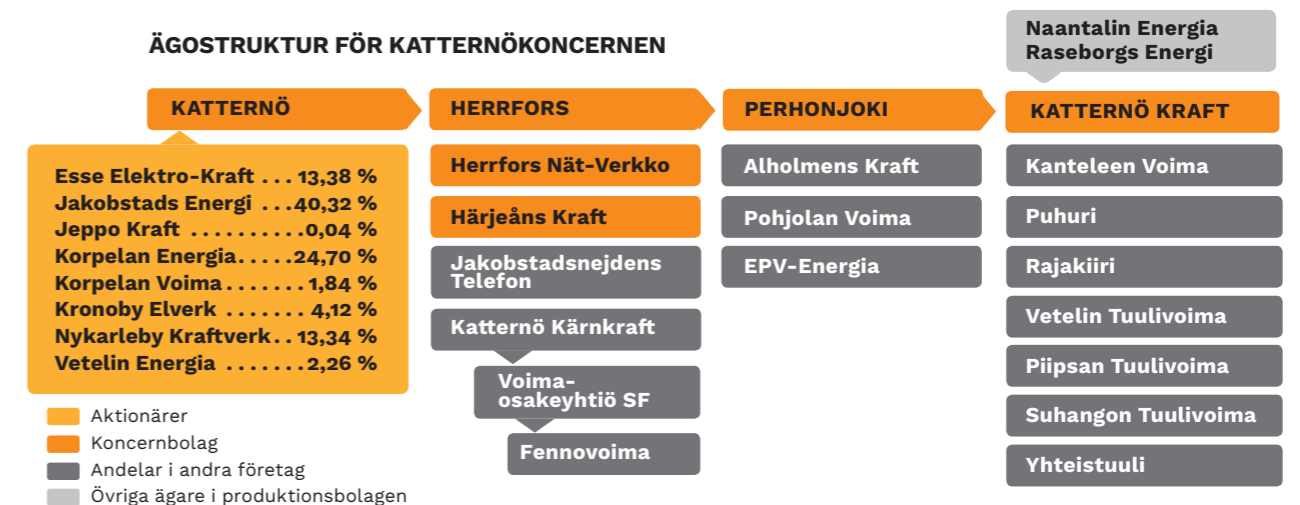 ÄGOSTRUKTUR FÖR KATTERNÖKONCERNEN
Naantalin Energia
Raseborgs Energi
KATTERNÖ
HERRFORS
PERHONJOKI
KATTERNÖ KRAFT
Esse Elektro-Kraft . . . 13,38 %
Jakobstads Energi . . .40,32 %
Jeppo Kraft . . . . . . . . . .0,04 %
Korpelan Energia. . . . .24,70 %
Korpelan Voima . . . . . . . 1,84 %
Kronoby Elverk . . . . . . . 4,12 %
Nykarleby Kraftverk. . 13,34 %
Vetelin Energia . . . . . . .2,26 %
Aktionärer
Koncernbolag
Andelar i andra företag
Övriga ägare i produktionsbolagen
Herrfors Nät-Verkko
Härjeåns Kraft
Jakobstadsnejdens
Telefon
Katternö Kärnkraft
Voima-
osakeyhtiö SF
Fennovoima
Alholmens Kraft
Pohjolan Voima
EPV-Energia
Kanteleen Voima
Puhuri
Rajakiiri
Vetelin Tuulivoima
Piipsan Tuulivoima
Suhangon Tuulivoima
Yhteistuuli